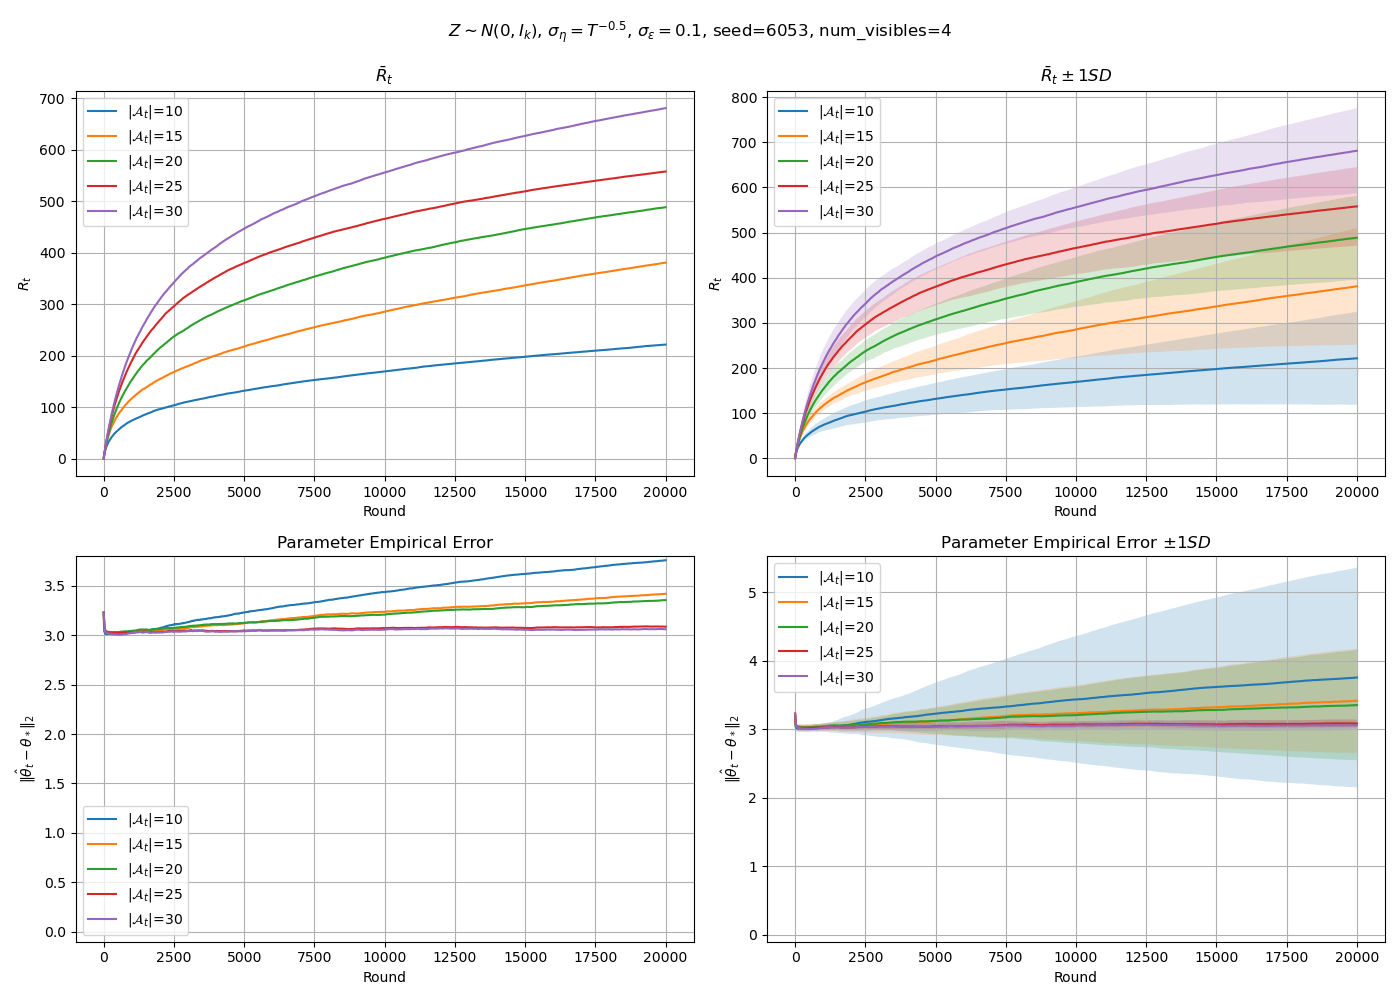 Z ∼ N(0, I_k), σ_η = T^{−0.5}, σ_ε = 0.1, seed=6053, num_visibles=4
R̄_t
|𝒜_t|=10
|𝒜_t|=15
|𝒜_t|=20
|𝒜_t|=25
|𝒜_t|=30
R_t
700
600
500
400
300
200
100
0
0 2500 5000 7500 10000 12500 15000 17500 20000
Round
R̄_t ± 1SD
|𝒜_t|=10
|𝒜_t|=15
|𝒜_t|=20
|𝒜_t|=25
|𝒜_t|=30
R_t
800
700
600
500
400
300
200
100
0
0 2500 5000 7500 10000 12500 15000 17500 20000
Round
Parameter Empirical Error
‖θ̂_t − θ_*‖_2
3.5
3.0
2.5
2.0
1.5
1.0
0.5
0.0
|𝒜_t|=10
|𝒜_t|=15
|𝒜_t|=20
|𝒜_t|=25
|𝒜_t|=30
0 2500 5000 7500 10000 12500 15000 17500 20000
Round
Parameter Empirical Error ±1SD
|𝒜_t|=10
|𝒜_t|=15
|𝒜_t|=20
|𝒜_t|=25
|𝒜_t|=30
‖θ̂_t − θ_*‖_2
5
4
3
2
1
0
0 2500 5000 7500 10000 12500 15000 17500 20000
Round